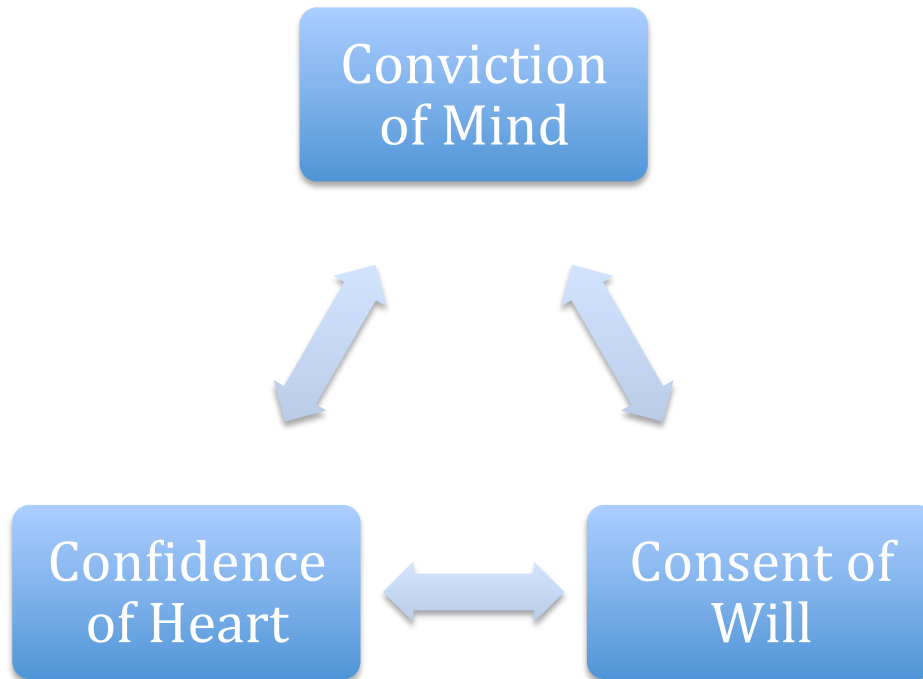 Conviction
of Mind
Confidence
of Heart
Consent of
Will